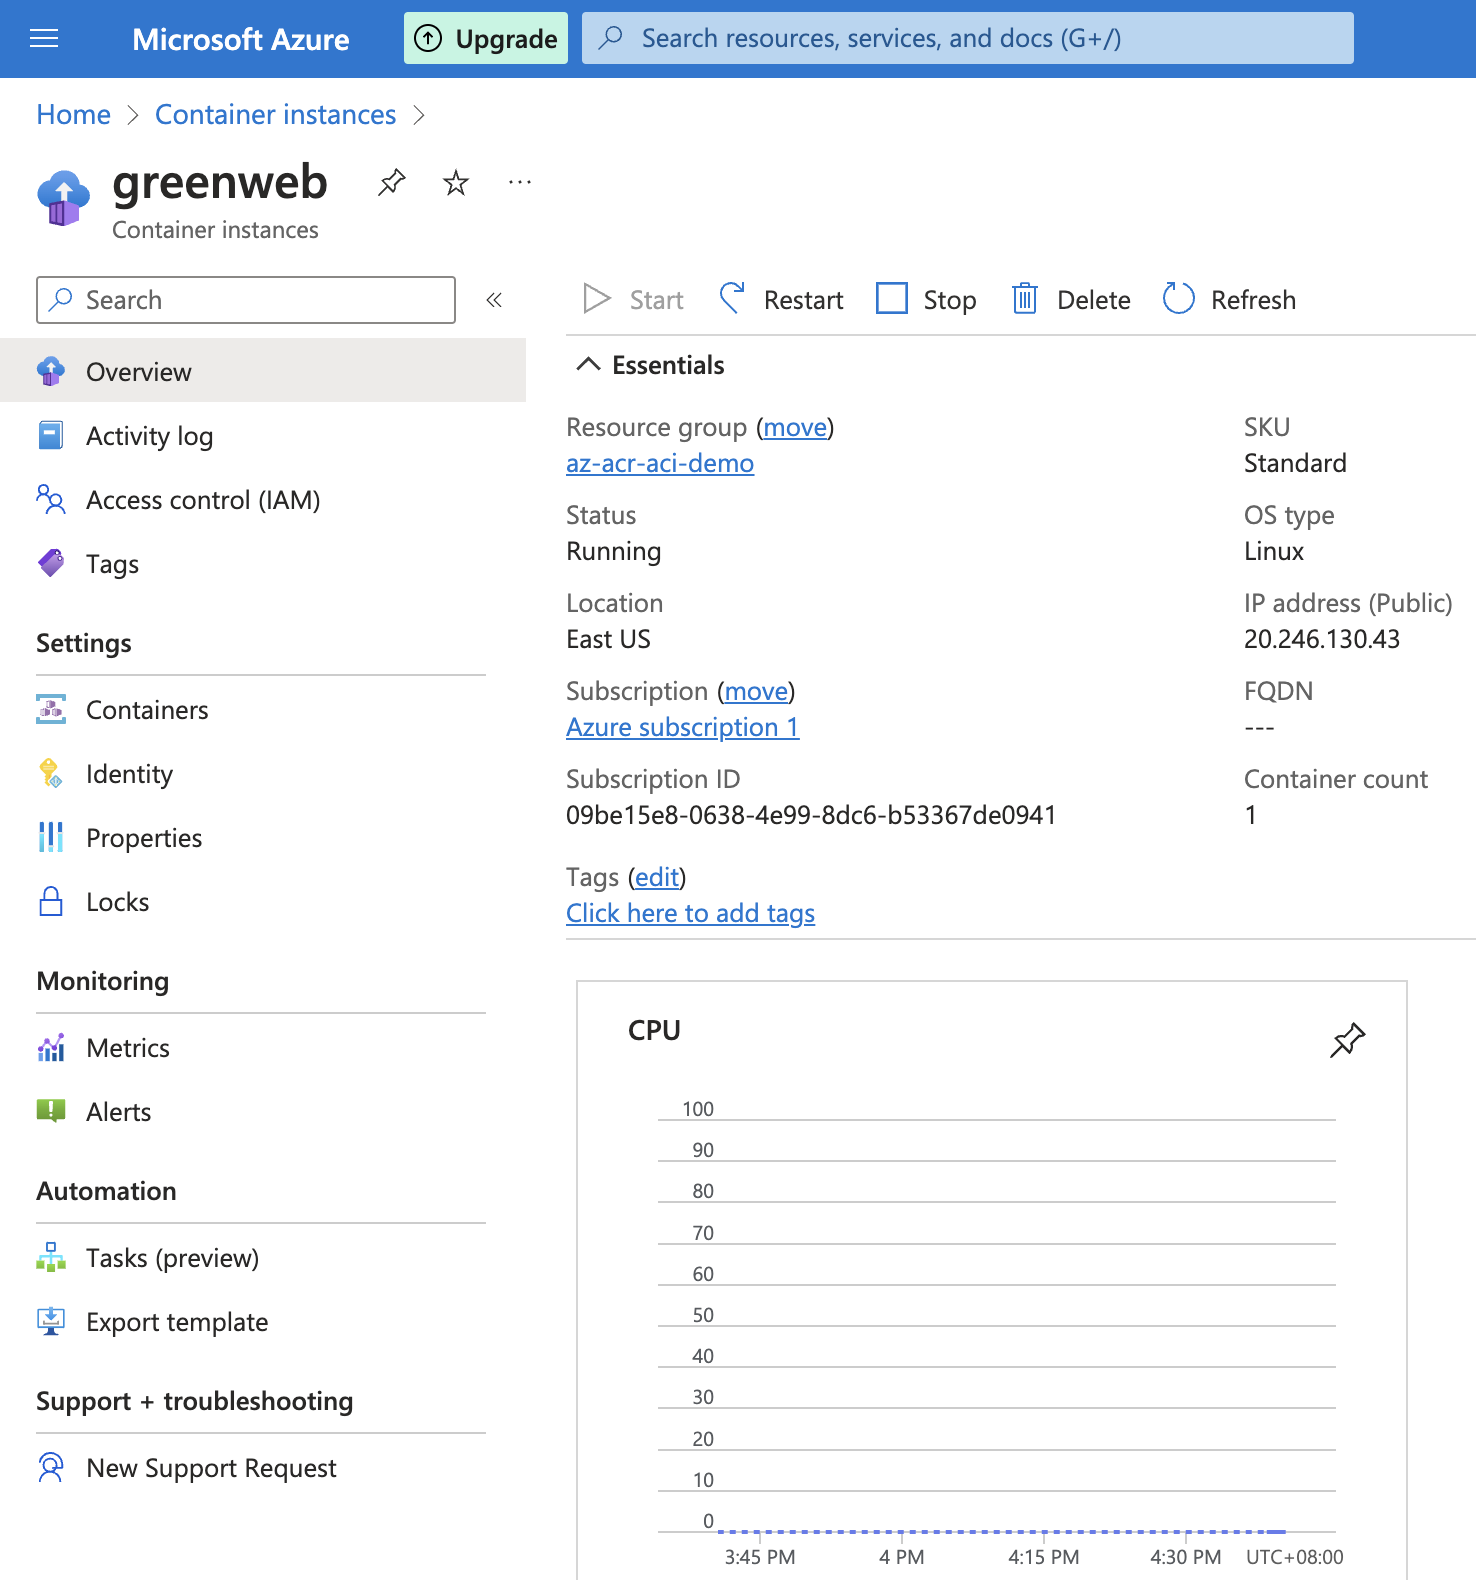 Microsoft Azure
Upgrade
Search resources, services, and docs (G+/)
Home > Container instances >
greenweb
...
Container instances
Search
«
Overview
Activity log
Access control (IAM)
Tags
Settings
Containers
Identity
Properties
Locks
Monitoring
Metrics
Alerts
Automation
Tasks (preview)
Export template
Support + troubleshooting
New Support Request
Start
Restart
Stop
Delete
Refresh
Essentials
Resource group (move)
az-acr-aci-demo
Status
Running
Location
East US
Subscription (move)
Azure subscription 1
Subscription ID
09be15e8-0638-4e99-8dc6-b53367de0941
Tags (edit)
Click here to add tags
SKU
Standard
OS type
Linux
IP address (Public)
20.246.130.43
FQDN
---
Container count
1
CPU
100
90
80
70
60
50
40
30
20
10
0
3:45 PM
4 PM
4:15 PM
4:30 PM
UTC+08:00